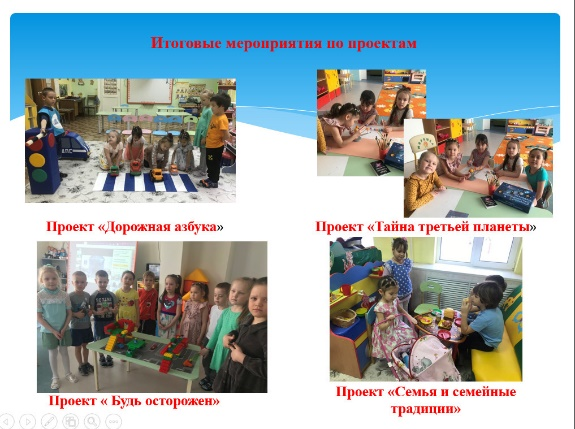 Итоговые мероприятия по проектам
Проект «Дорожная азбука»
Проект «Тайна третьей планеты»
Проект « Будь осторожен»
Проект «Семья и семейные
традиции»